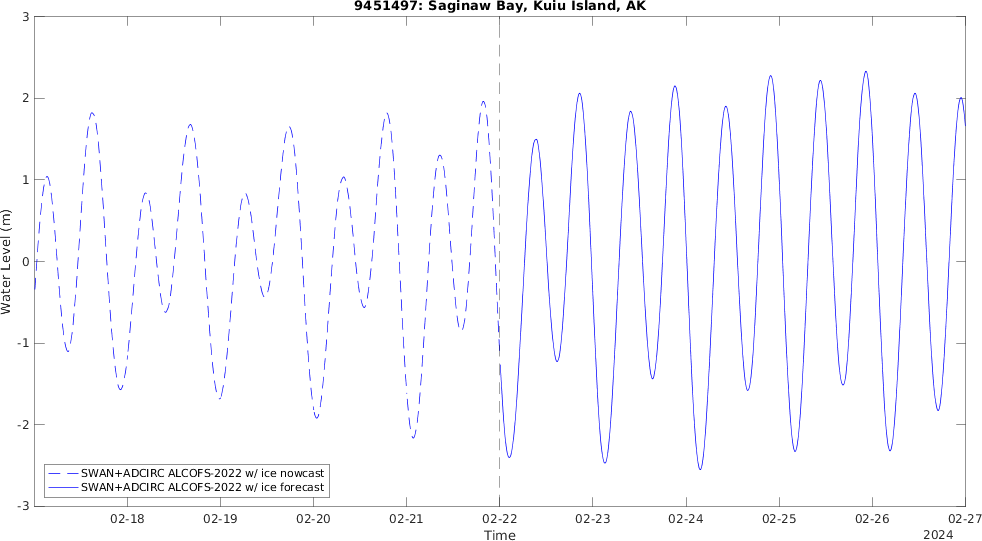 9451497: Saginaw Bay, Kuiu Island, AK
3
2
1
0
-1
-2
-3
Water Level (m)
SWAN+ADCIRC ALCOFS-2022 w/ ice nowcast
SWAN+ADCIRC ALCOFS-2022 w/ ice forecast
02-18 02-19 02-20 02-21 02-22 02-23 02-24 02-25 02-26 02-27
Time
2024